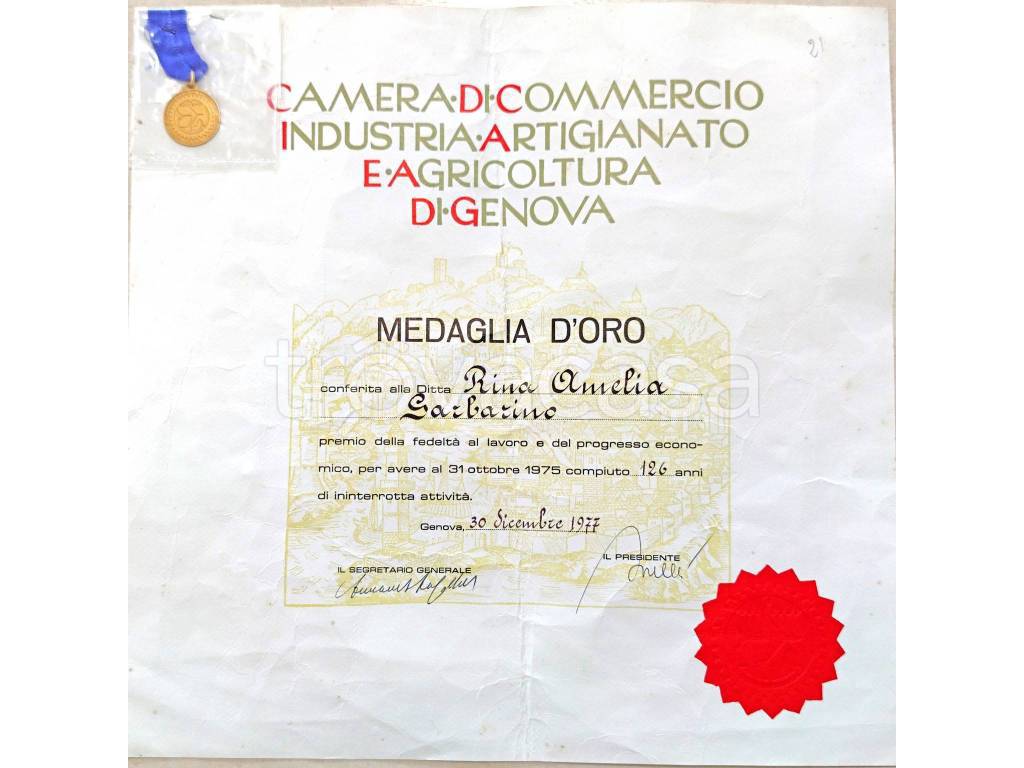 21
CAMERA·DI·COMMERCIO
INDUSTRIA·ARTIGIANATO
E·AGRICOLTURA
DI·GENOVA
MEDAGLIA D'ORO
trovacasa
conferita alla Ditta Rina Amelia
Garbarino
premio della fedeltà al lavoro e del progresso econo-
mico, per avere al 31 ottobre 1975 compiuto 126 anni
di ininterrotta attività.
Genova, 30 dicembre 1977
IL SEGRETARIO GENERALE
IL PRESIDENTE